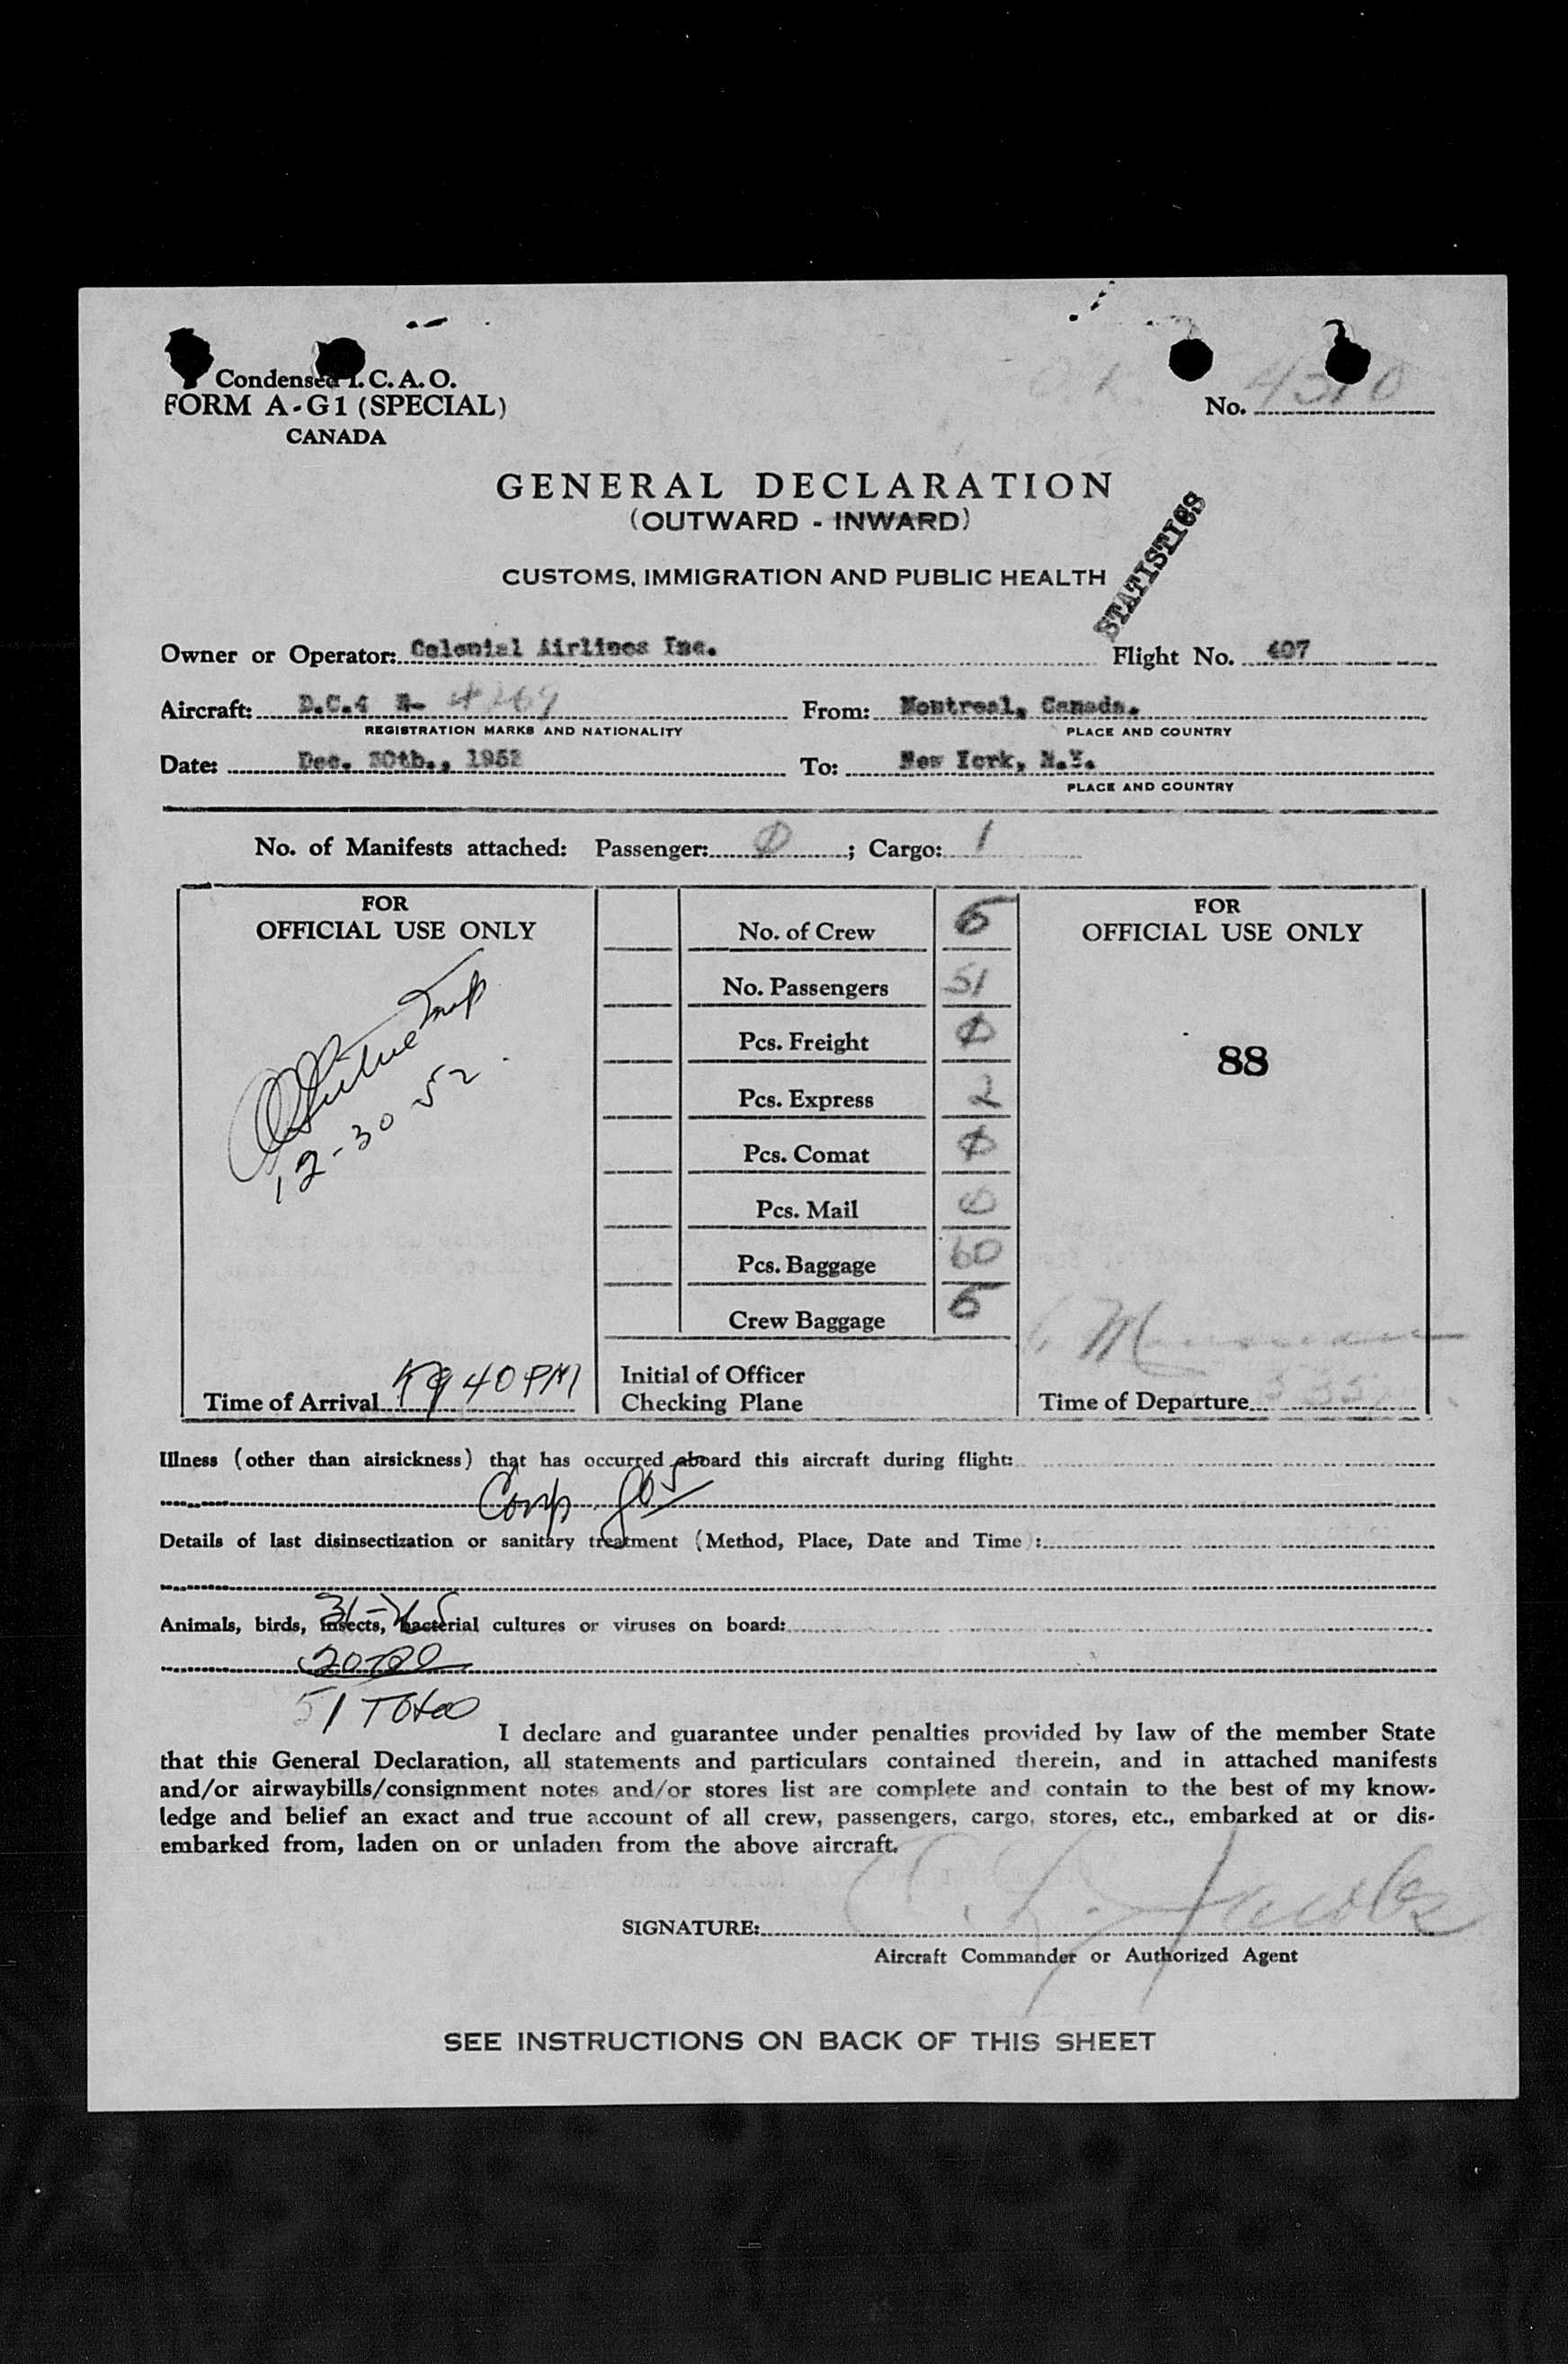 Condensed I. C. A. O.
FORM A-G1 (SPECIAL)
CANADA
No. 4310
GENERAL DECLARATION
(OUTWARD - INWARD)
STATISTICS
CUSTOMS, IMMIGRATION AND PUBLIC HEALTH
Owner or Operator: Colonial Airlines Inc. Flight No. 407
Aircraft: D.C.4 N- 4269 From: Montreal, Canada.
REGISTRATION MARKS AND NATIONALITY PLACE AND COUNTRY
Date: Dec. 30th., 1952 To: New York, N.Y.
PLACE AND COUNTRY
No. of Manifests attached: Passenger: 0 ; Cargo: 1
FOR
OFFICIAL USE ONLY
12-30-52
Time of Arrival 940 PM
No. of Crew 5
No. Passengers 51
Pcs. Freight 0
Pcs. Express 2
Pcs. Comat 0
Pcs. Mail 0
Pcs. Baggage 60
Crew Baggage 5
Initial of Officer
Checking Plane
FOR
OFFICIAL USE ONLY
88
Time of Departure 335
Illness (other than airsickness) that has occurred aboard this aircraft during flight:
Comp.
Details of last disinsectization or sanitary treatment (Method, Place, Date and Time):
Animals, birds, insects, bacterial cultures or viruses on board:
31-
20-
51 Total
I declare and guarantee under penalties provided by law of the member State
that this General Declaration, all statements and particulars contained therein, and in attached manifests
and/or airwaybills/consignment notes and/or stores list are complete and contain to the best of my know-
ledge and belief an exact and true account of all crew, passengers, cargo, stores, etc., embarked at or dis-
embarked from, laden on or unladen from the above aircraft.
SIGNATURE: C. L. Jacobs
Aircraft Commander or Authorized Agent
SEE INSTRUCTIONS ON BACK OF THIS SHEET